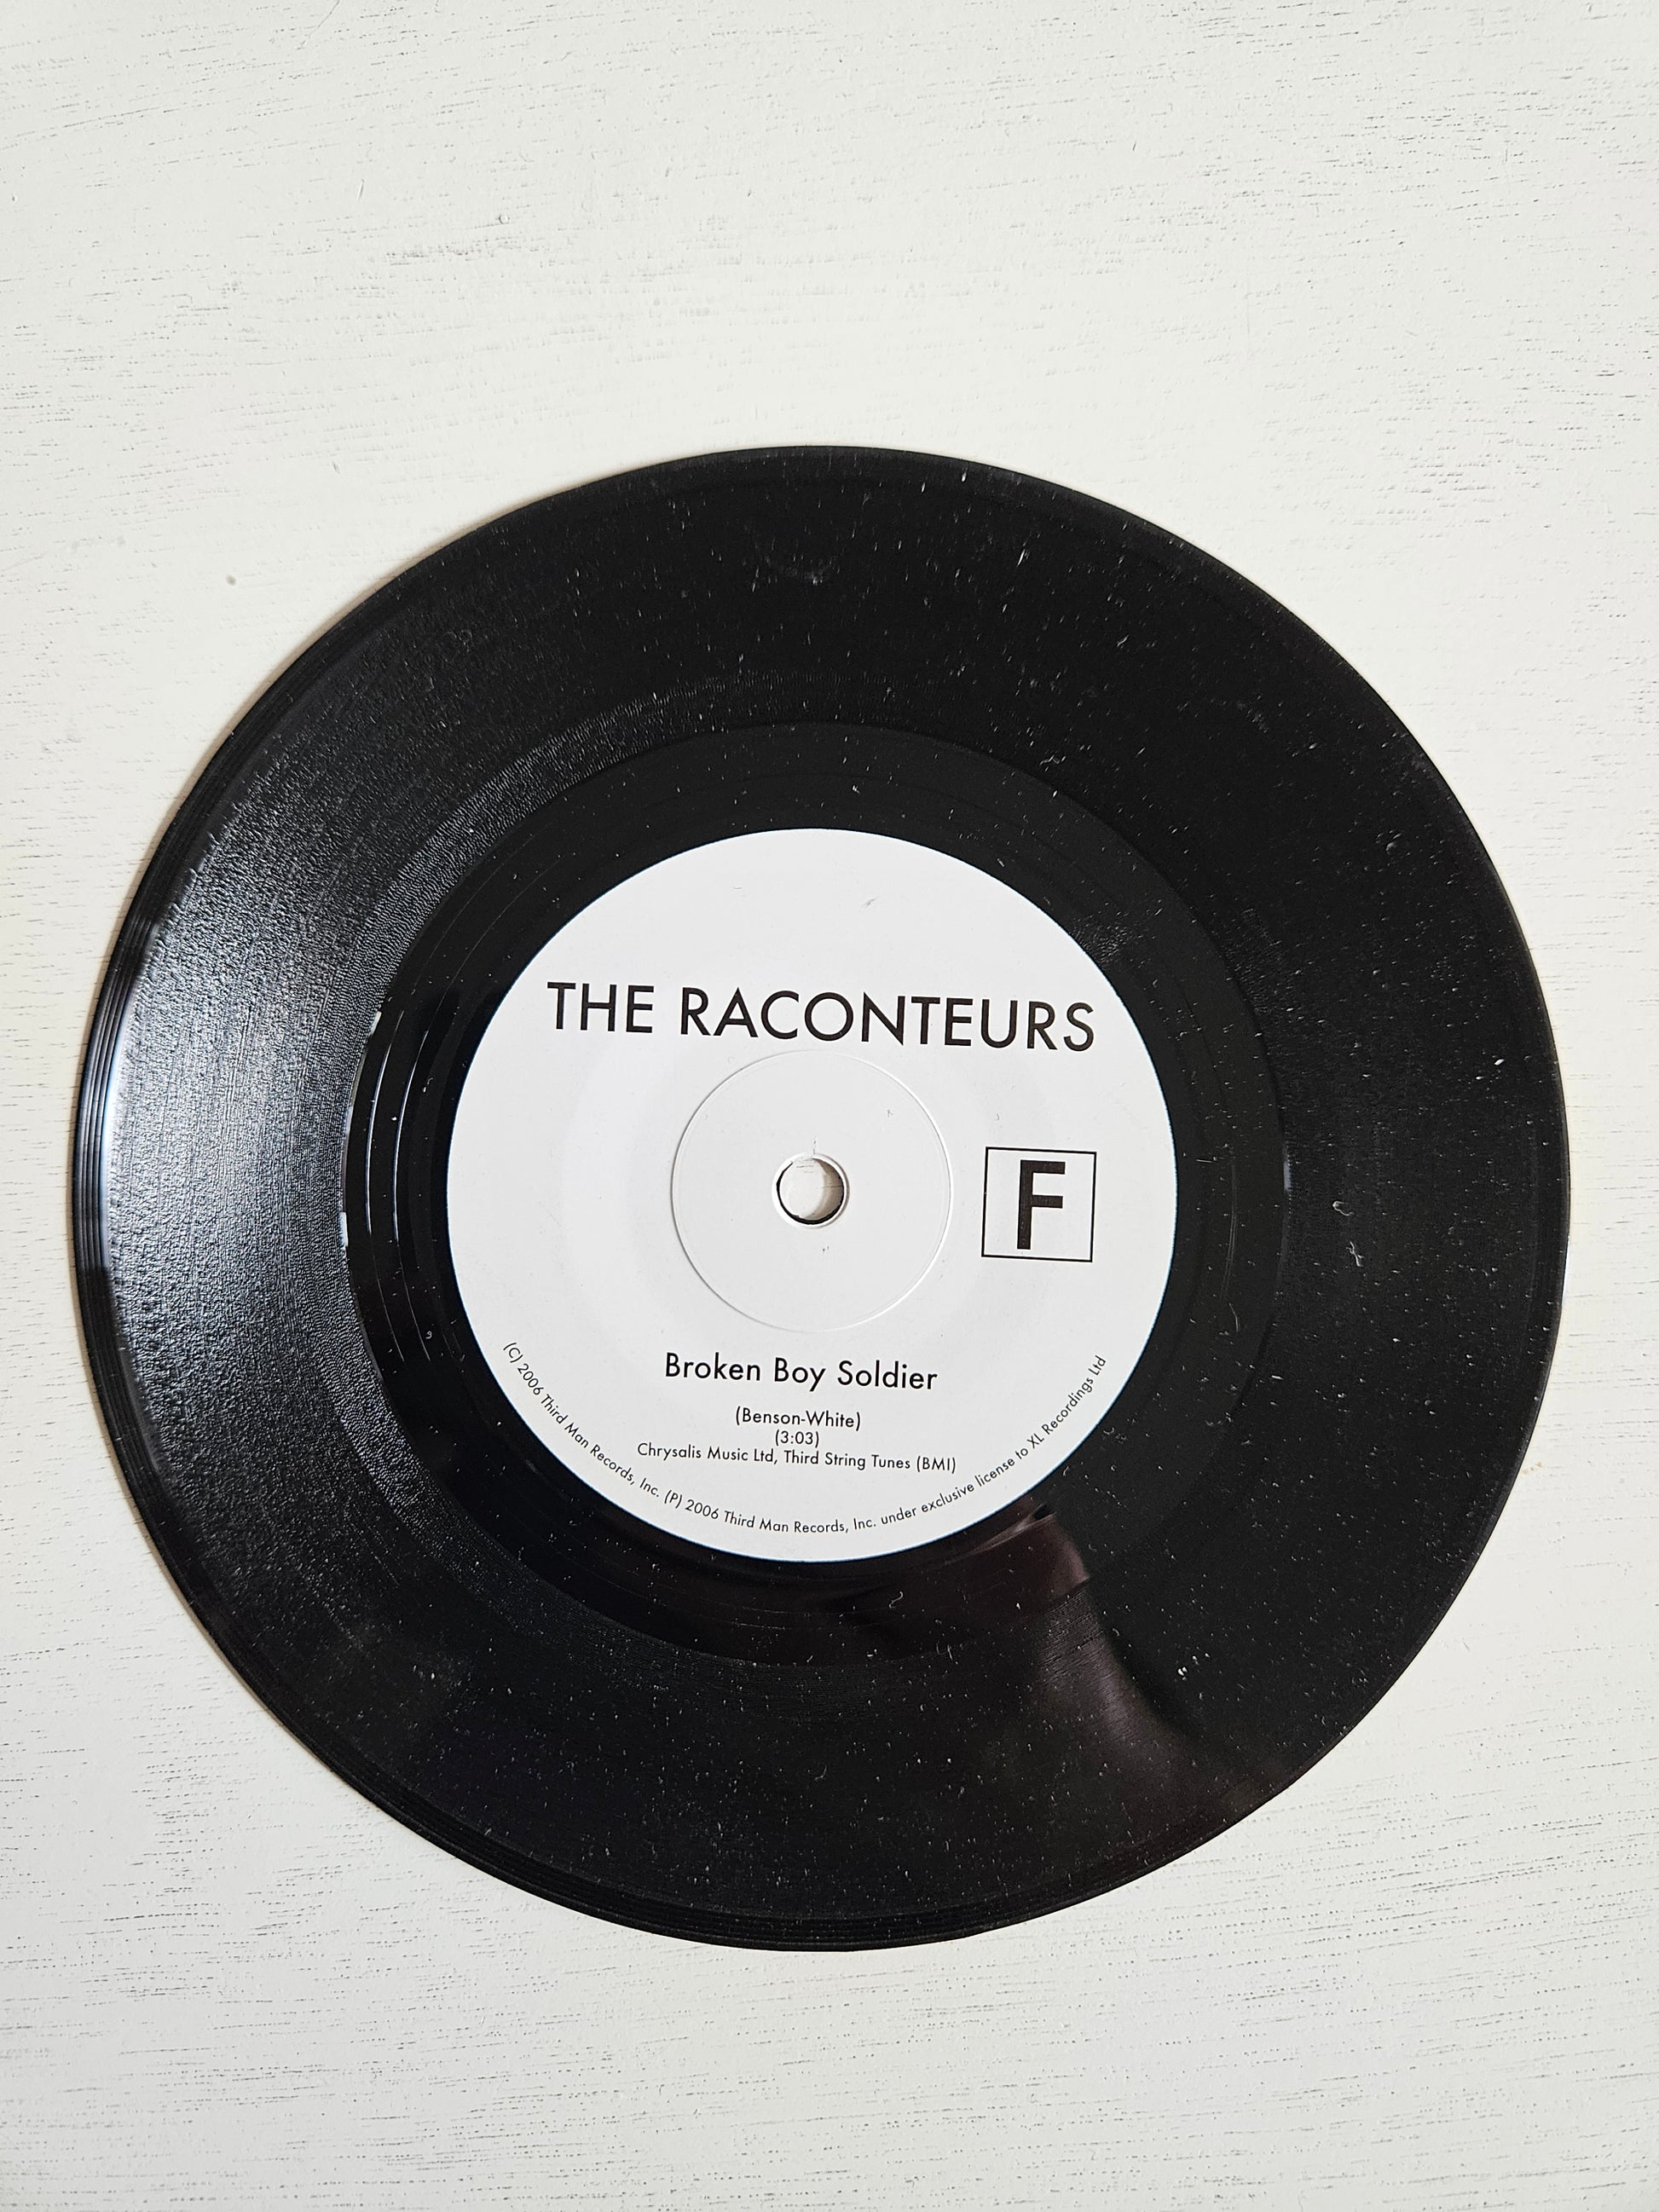 THE RACONTEURS
F
Broken Boy Soldier
(Benson-White)
(3:03)
Chrysalis Music Ltd, Third String Tunes (BMI)
(C) 2006 Third Man Records, Inc. (P) 2006 Third Man Records, Inc. under exclusive license to XL Recordings Ltd